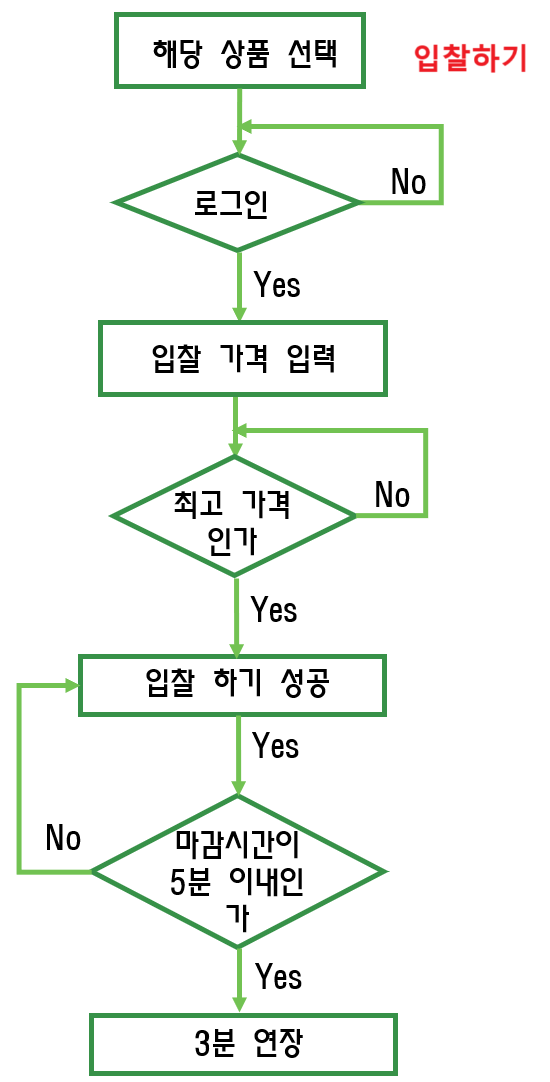 해당 상품 선택
입찰하기
No
로그인
Yes
입찰 가격 입력
No
최고 가격
인가
Yes
입찰 하기 성공
Yes
No
마감시간이
5분 이내인
가
Yes
3분 연장